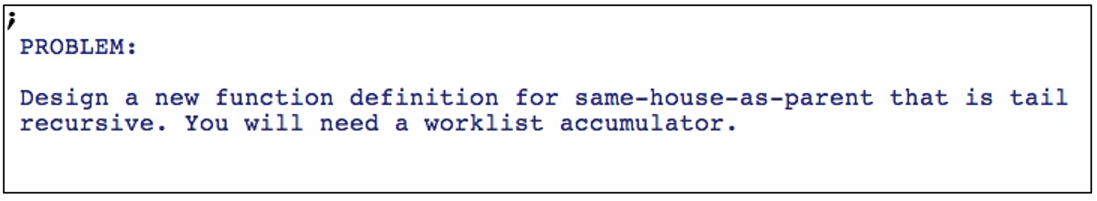 ;
PROBLEM:
Design a new function definition for same-house-as-parent that is tail
recursive. You will need a worklist accumulator.